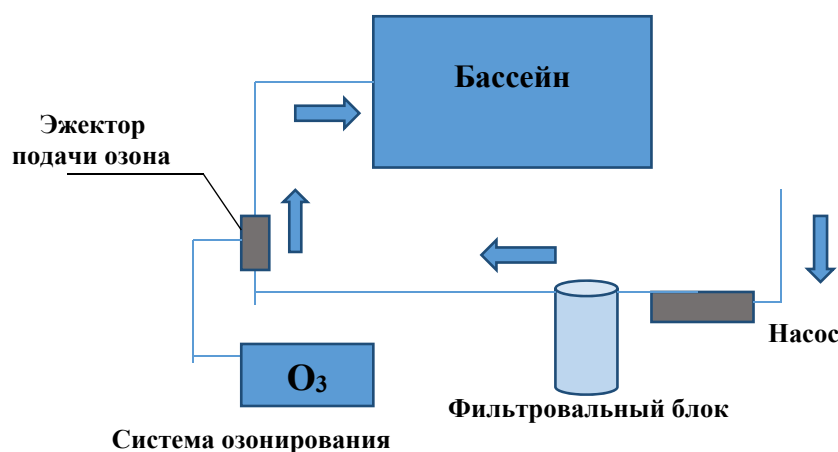 Бассейн
Эжектор
подачи озона
Насос
O₃
Фильтровальный блок
Система озонирования